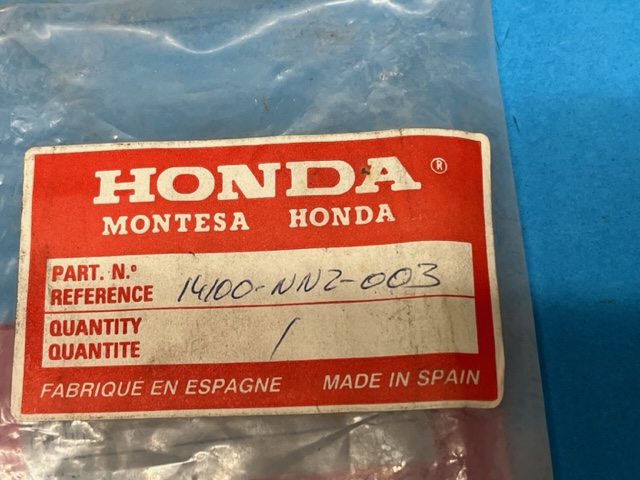 HONDA ®
MONTESA HONDA
PART. N.º
REFERENCE 14100-NN2-003
QUANTITY
QUANTITE 1
FABRIQUE EN ESPAGNE MADE IN SPAIN